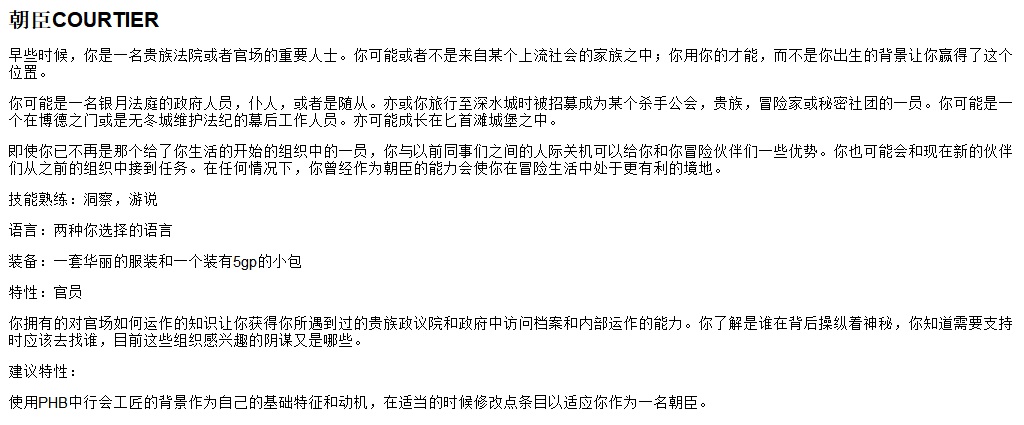 朝臣COURTIER
早些时候，你是一名贵族法院或者官场的重要人士。你可能或者不是来自某个上流社会的家族之中；你用你的才能，而不是你出生的背景让你赢得了这个
位置。
你可能是一名银月法庭的政府人员，仆人，或者是随从。亦或你旅行至深水城时被招募成为某个杀手公会，贵族，冒险家或秘密社团的一员。你可能是一
个在博德之门或是无冬城维护法纪的幕后工作人员。亦可能成长在匕首滩城堡之中。
即使你已不再是那个给了你生活的开始的组织中的一员，你与以前同事们之间的人际关机可以给你和你冒险伙伴们一些优势。你也可能会和现在新的伙伴
们从之前的组织中接到任务。在任何情况下，你曾经作为朝臣的能力会使你在冒险生活中处于更有利的境地。
技能熟练：洞察，游说
语言：两种你选择的语言
装备：一套华丽的服装和一个装有5gp的小包
特性：官员
你拥有的对官场如何运作的知识让你获得你所遇到过的贵族政议院和政府中访问档案和内部运作的能力。你了解是谁在背后操纵着神秘，你知道需要支持
时应该去找谁，目前这些组织感兴趣的阴谋又是哪些。
建议特性：
使用PHB中行会工匠的背景作为自己的基础特征和动机，在适当的时候修改点条目以适应你作为一名朝臣。